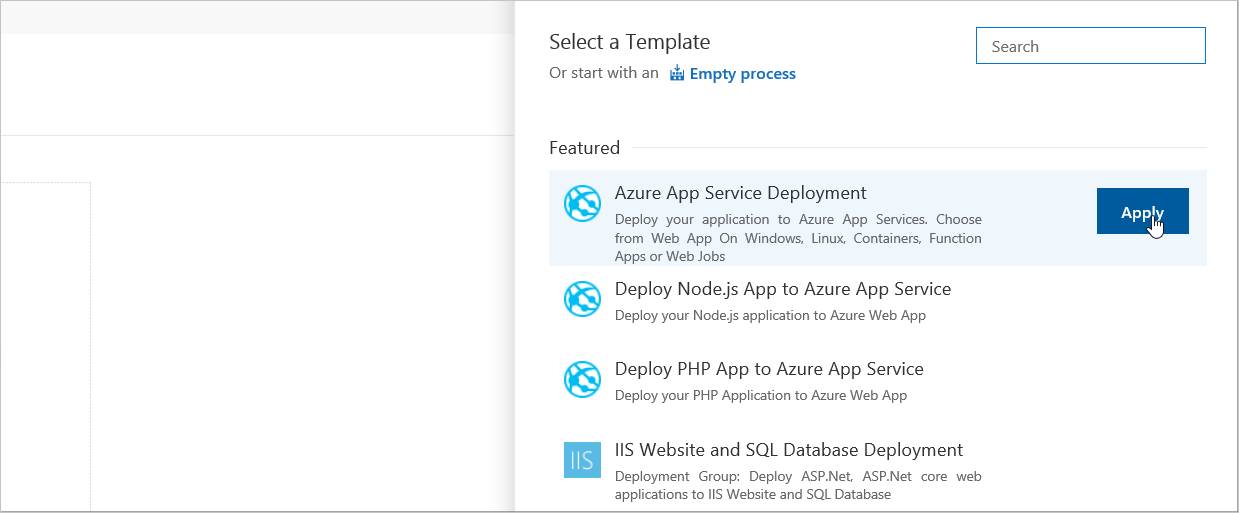 Select a Template
Search
Or start with an Empty process
Featured
Azure App Service Deployment
Deploy your application to Azure App Services. Choose
from Web App On Windows, Linux, Containers, Function
Apps or Web Jobs
Apply
Deploy Node.js App to Azure App Service
Deploy your Node.js application to Azure Web App
Deploy PHP App to Azure App Service
Deploy your PHP Application to Azure Web App
IIS
IIS Website and SQL Database Deployment
Deployment Group: Deploy ASP.Net, ASP.Net core web
applications to IIS Website and SQL Database